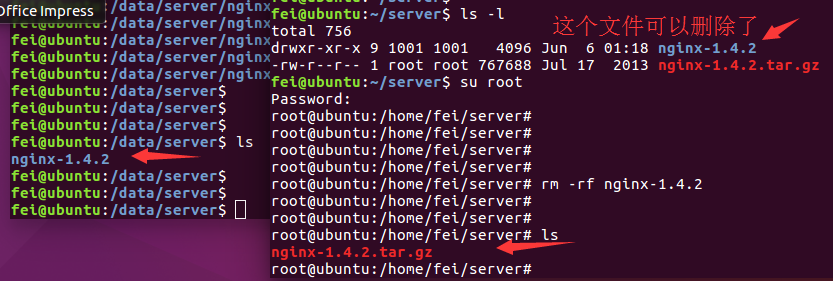 Office Impress
fei@ubuntu:/data/server/nginx
fei@ubuntu:/data/server/nginx
fei@ubuntu:/data/server/nginx
fei@ubuntu:/data/server$
fei@ubuntu:/data/server$
fei@ubuntu:/data/server$
fei@ubuntu:/data/server$ ls
nginx-1.4.2
fei@ubuntu:/data/server$
fei@ubuntu:/data/server$
fei@ubuntu:/data/server$
fei@ubuntu:~/server$
fei@ubuntu:~/server$ ls -l
这个文件可以删除了
total 756
drwxr-xr-x 9 1001 1001   4096 Jun  6 01:18 nginx-1.4.2
-rw-r--r-- 1 root root 767688 Jul 17  2013 nginx-1.4.2.tar.gz
fei@ubuntu:~/server$ su root
Password:
root@ubuntu:/home/fei/server#
root@ubuntu:/home/fei/server#
root@ubuntu:/home/fei/server#
root@ubuntu:/home/fei/server#
root@ubuntu:/home/fei/server# rm -rf nginx-1.4.2
root@ubuntu:/home/fei/server#
root@ubuntu:/home/fei/server#
root@ubuntu:/home/fei/server# ls
nginx-1.4.2.tar.gz
root@ubuntu:/home/fei/server#